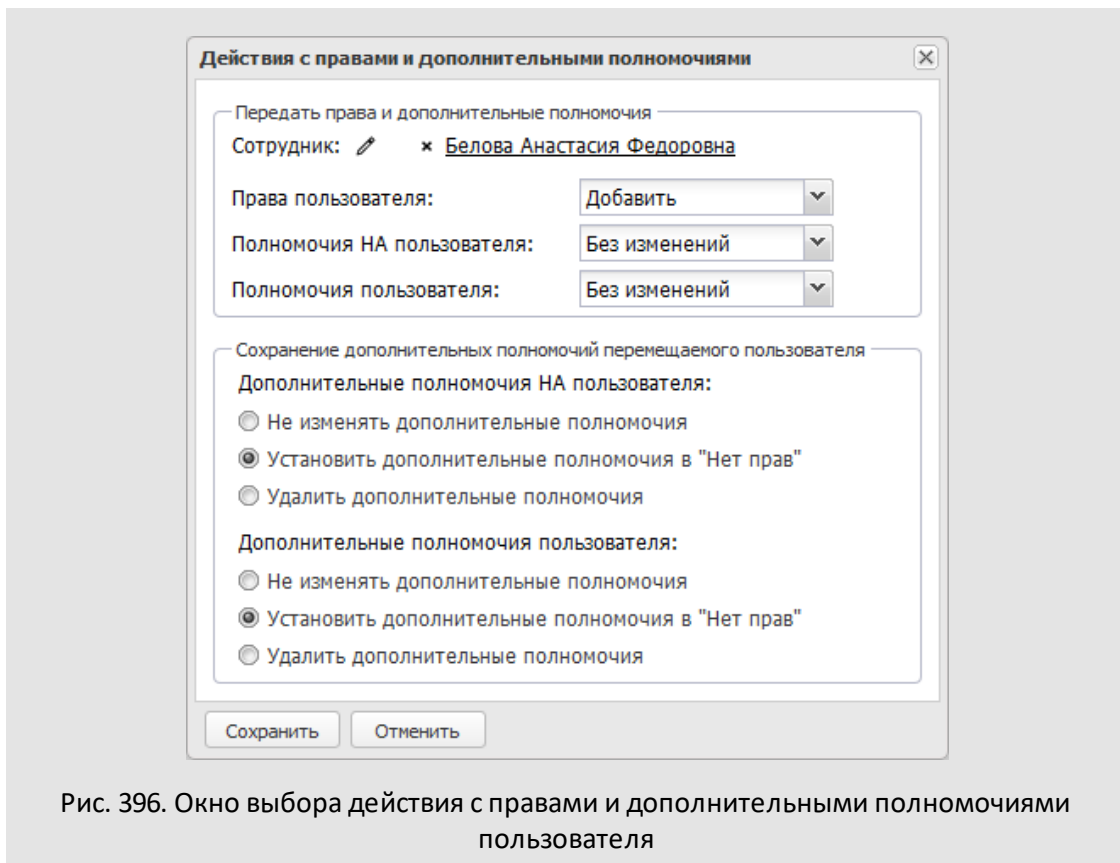 Действия с правами и дополнительными полномочиями
Передать права и дополнительные полномочия
Сотрудник: Белова Анастасия Федоровна
Права пользователя: Добавить
Полномочия НА пользователя: Без изменений
Полномочия пользователя: Без изменений
Сохранение дополнительных полномочий перемещаемого пользователя
Дополнительные полномочия НА пользователя:
Не изменять дополнительные полномочия
Установить дополнительные полномочия в "Нет прав"
Удалить дополнительные полномочия
Дополнительные полномочия пользователя:
Не изменять дополнительные полномочия
Установить дополнительные полномочия в "Нет прав"
Удалить дополнительные полномочия
Сохранить Отменить
Рис. 396. Окно выбора действия с правами и дополнительными полномочиями
пользователя